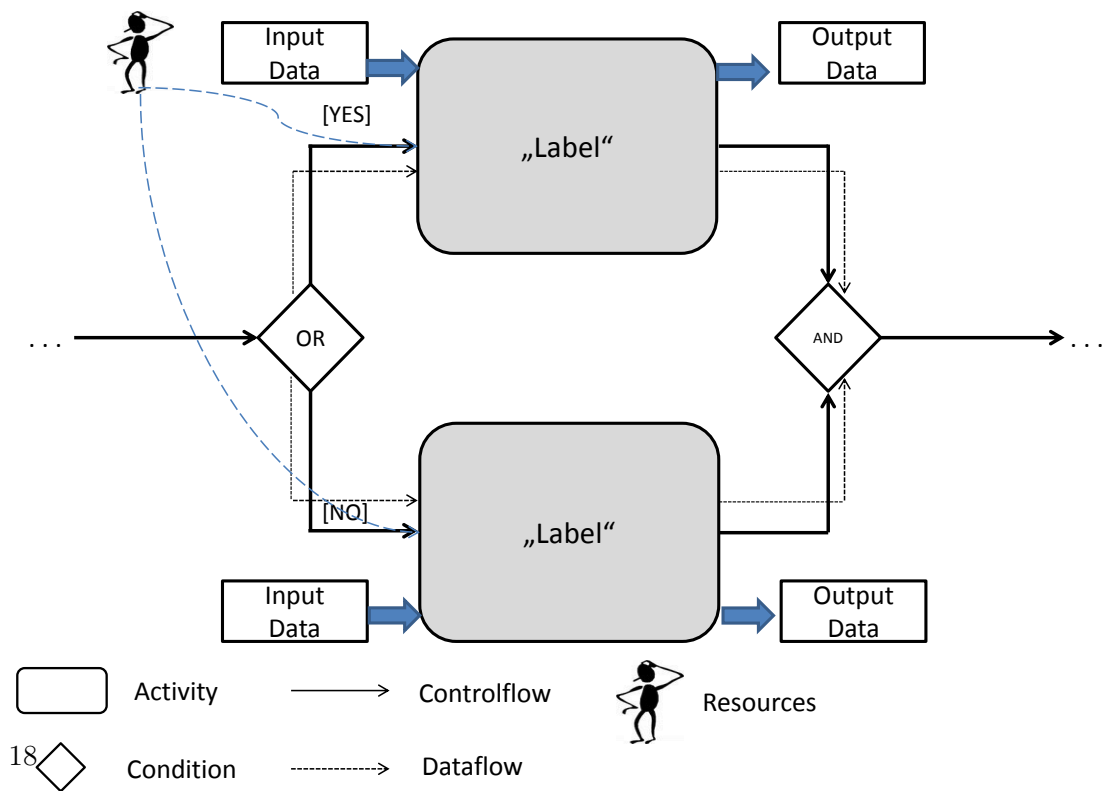 Input
Data
Output
Data
[YES]
„Label“
. . .
OR
AND
. . .
[NO]
„Label“
Input
Data
Output
Data
Activity
Controlflow
Resources
18
Condition
Dataflow